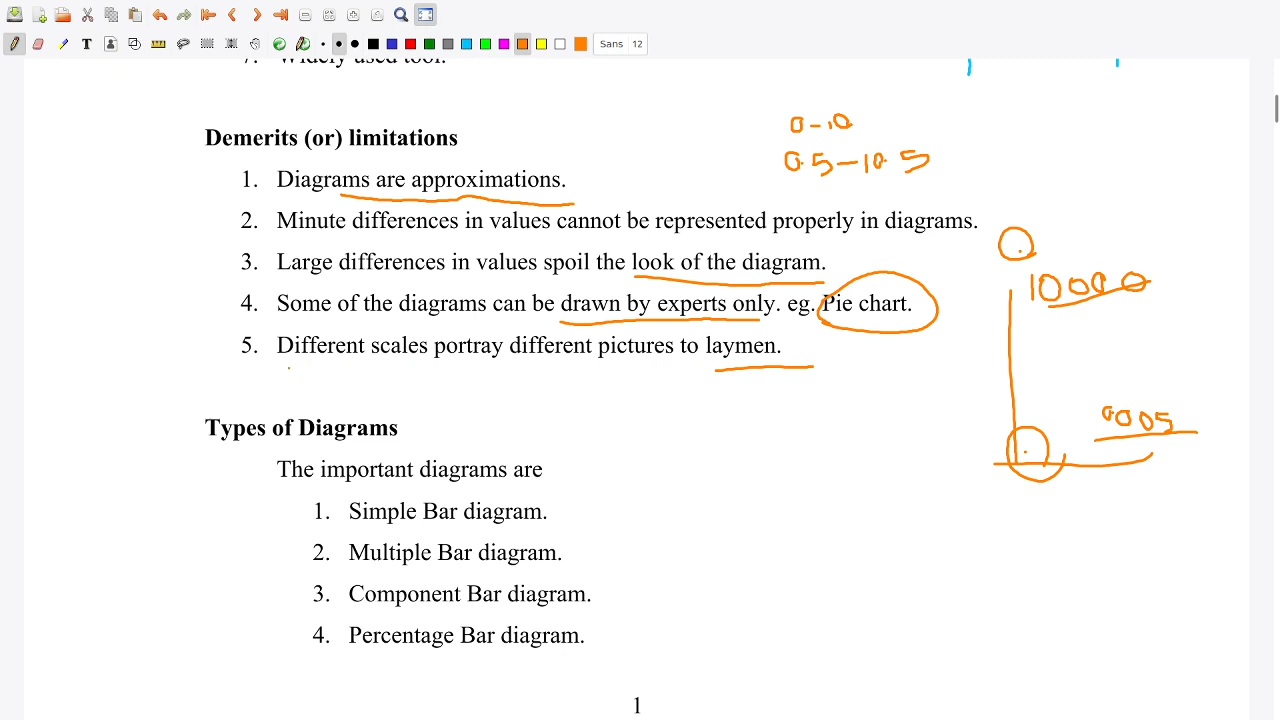 Sans 12
7. Widely used tool.
Demerits (or) limitations
0-10
0.5-10.5
1. Diagrams are approximations.
2. Minute differences in values cannot be represented properly in diagrams.
3. Large differences in values spoil the look of the diagram.
10000
4. Some of the diagrams can be drawn by experts only. eg. Pie chart.
5. Different scales portray different pictures to laymen.
Types of Diagrams
The important diagrams are
1. Simple Bar diagram.
2. Multiple Bar diagram.
3. Component Bar diagram.
4. Percentage Bar diagram.
1